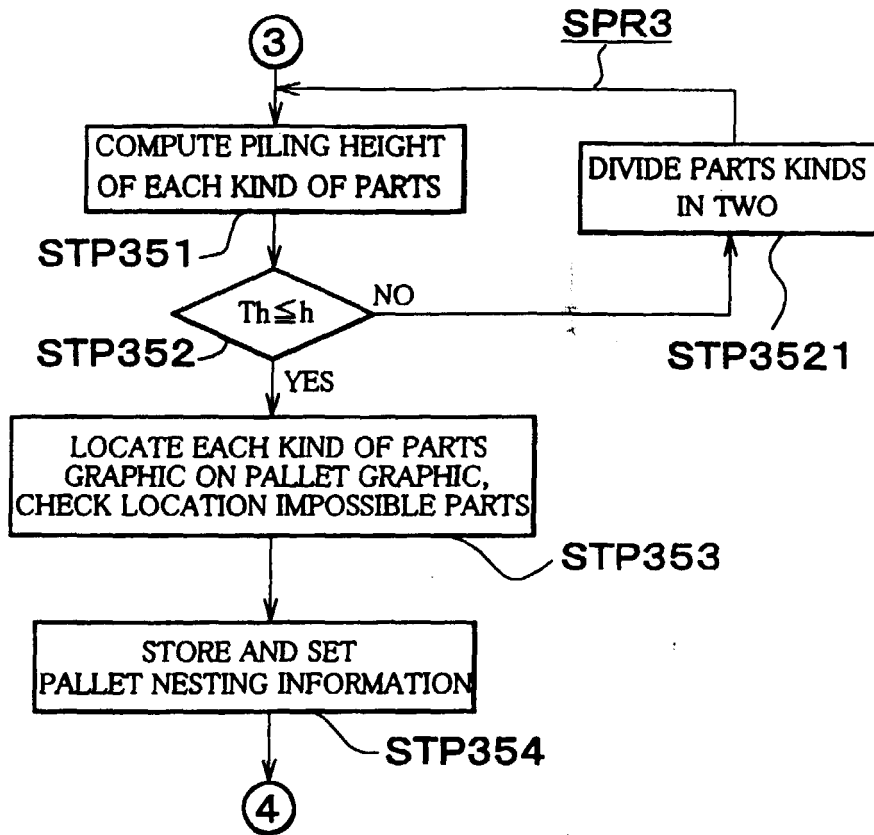 3
SPR3
COMPUTE PILING HEIGHT
OF EACH KIND OF PARTS
DIVIDE PARTS KINDS
IN TWO
STP351
Th≦h
NO
STP352
STP3521
YES
LOCATE EACH KIND OF PARTS
GRAPHIC ON PALLET GRAPHIC,
CHECK LOCATION IMPOSSIBLE PARTS
STP353
STORE AND SET
PALLET NESTING INFORMATION
STP354
4